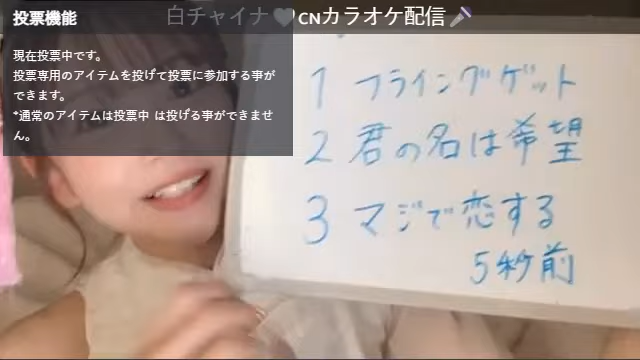 投票機能
白チャイナ🩶CNカラオケ配信🎤
現在投票中です。
投票専用のアイテムを投げて投票に参加する事が
できます。
*通常のアイテムは投票中 は投げる事ができませ
ん。
1 フライングゲット
2 君の名は希望
3 マジで恋する
5秒前